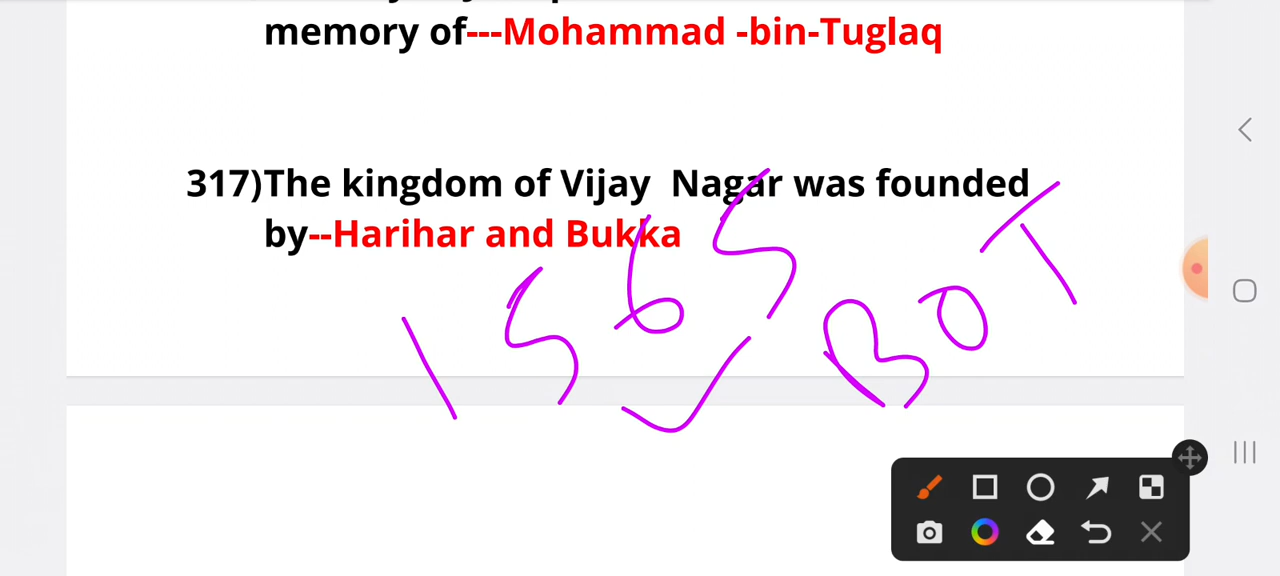 memory of---Mohammad -bin-Tuglaq
317)The kingdom of Vijay Nagar was founded
by--Harihar and Bukka
1565
BOT